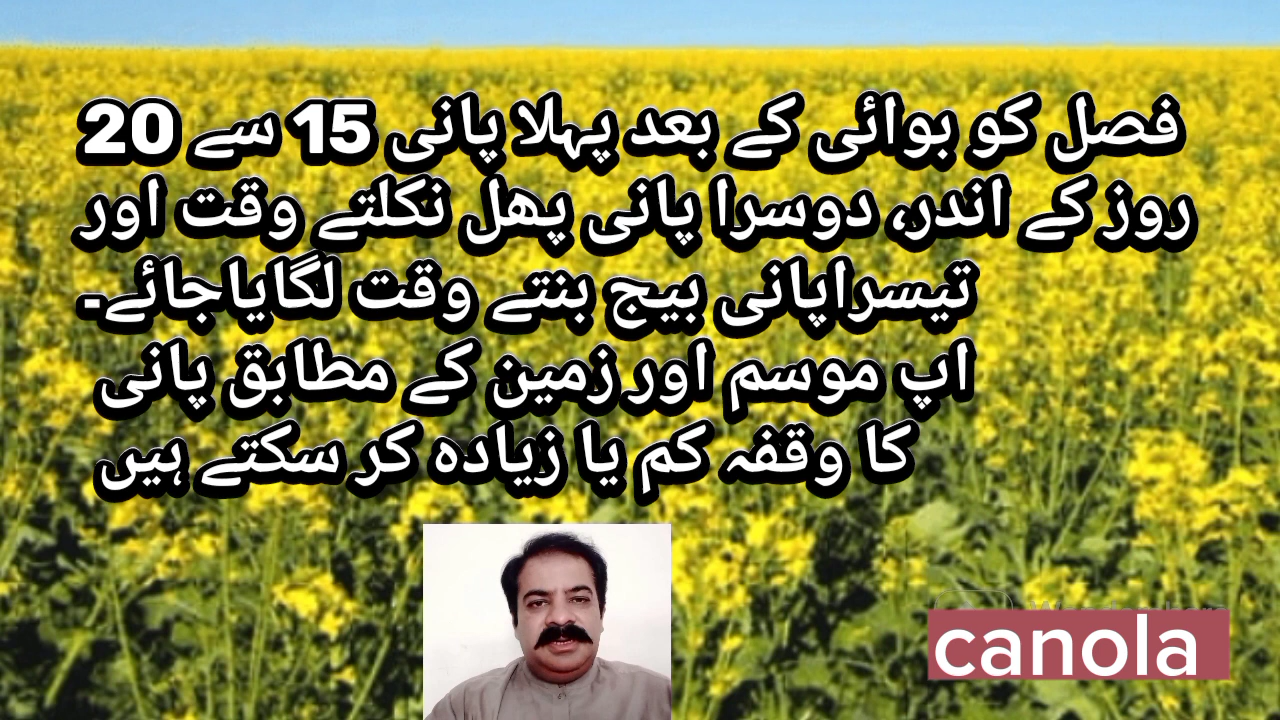 فصل کو بوائی کے بعد پہلا پانی 15 سے 20
روز کے اندر، دوسرا پانی پھل نکلتے وقت اور
تیسراپانی بیج بنتے وقت لگایاجائے۔
اپ موسم اور زمین کے مطابق پانی
کا وقفہ کم یا زیادہ کر سکتے ہیں
canola